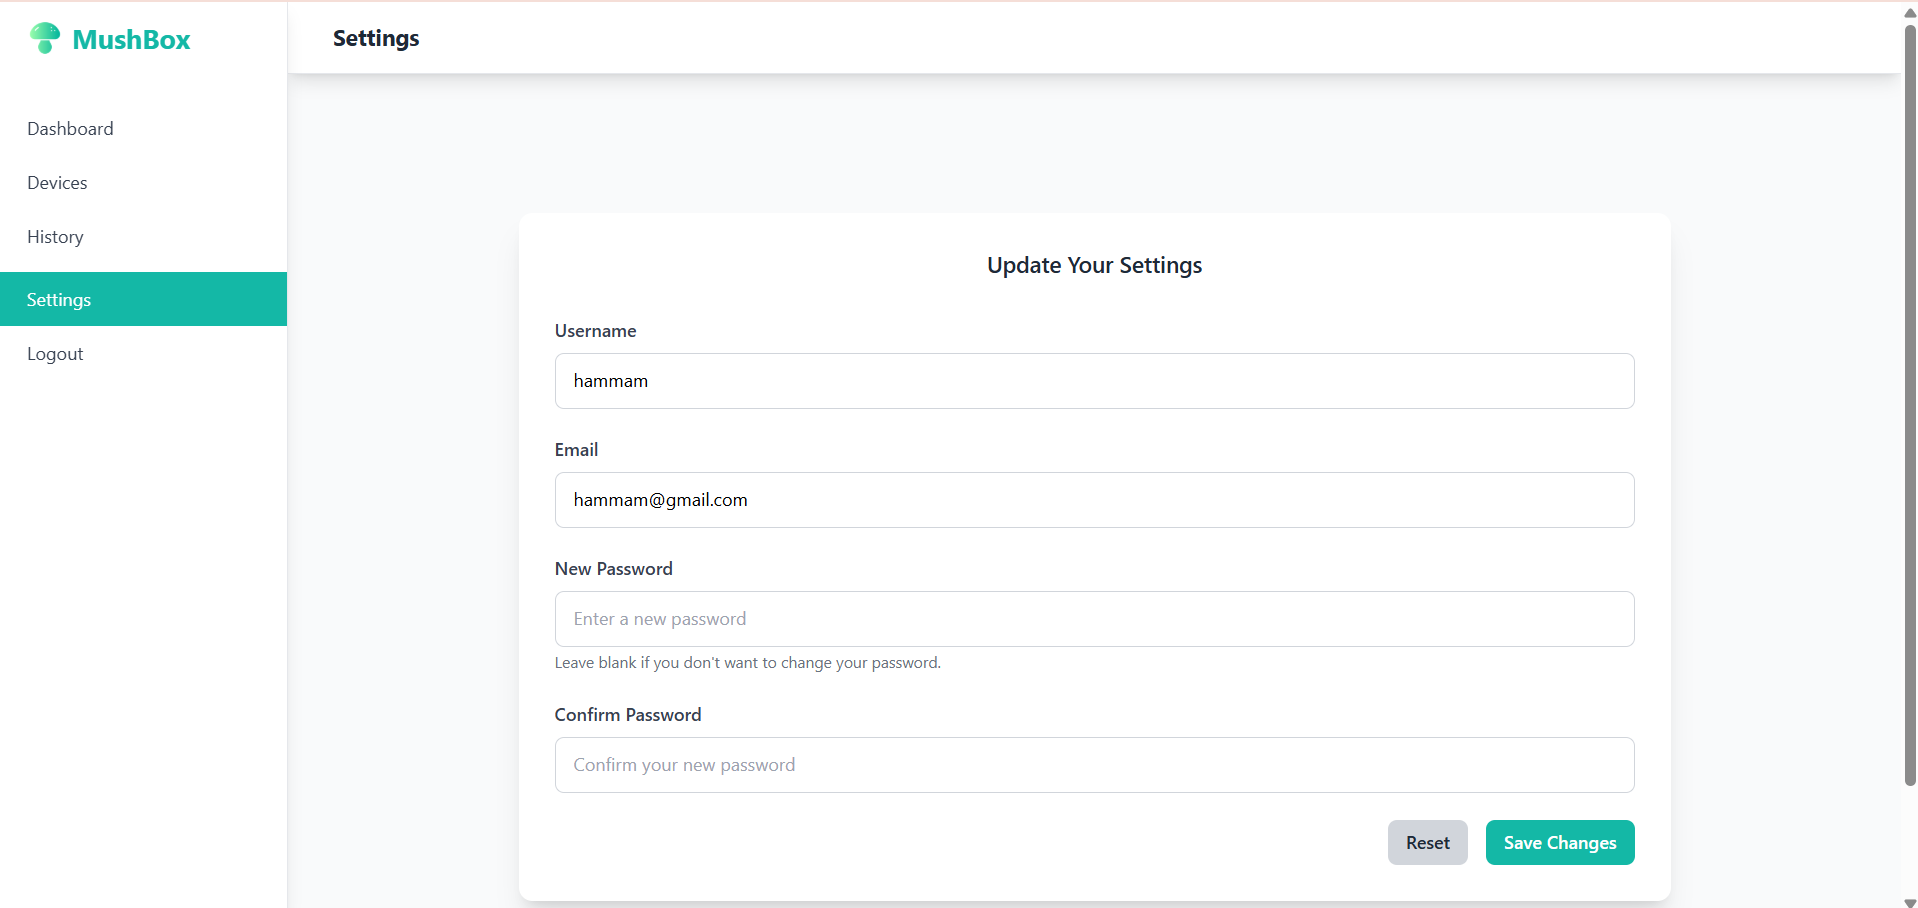 MushBox
Settings
Dashboard
Devices
History
Settings
Logout
Update Your Settings
Username
hammam
Email
hammam@gmail.com
New Password
Enter a new password
Leave blank if you don't want to change your password.
Confirm Password
Confirm your new password
Reset
Save Changes